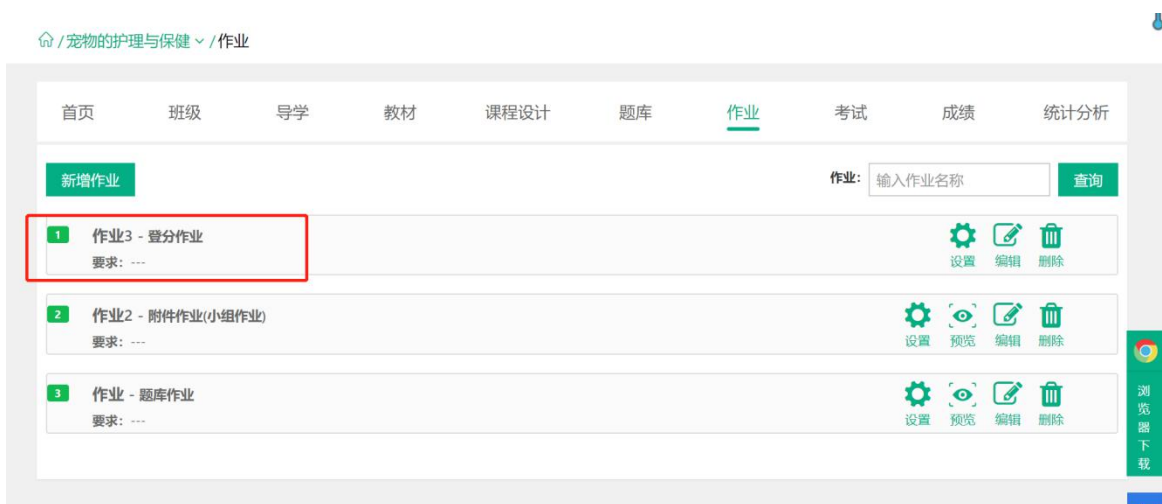 /宠物的护理与保健 /作业
首页 班级 导学 教材 课程设计 题库 作业 考试 成绩 统计分析
新增作业 作业: 输入作业名称 查询
1 作业3 - 登分作业
要求: ---
设置 编辑 删除
2 作业2 - 附件作业(小组作业)
要求: ---
设置 预览 编辑 删除
3 作业 - 题库作业
要求: ---
设置 预览 编辑 删除
浏
览
器
下
载